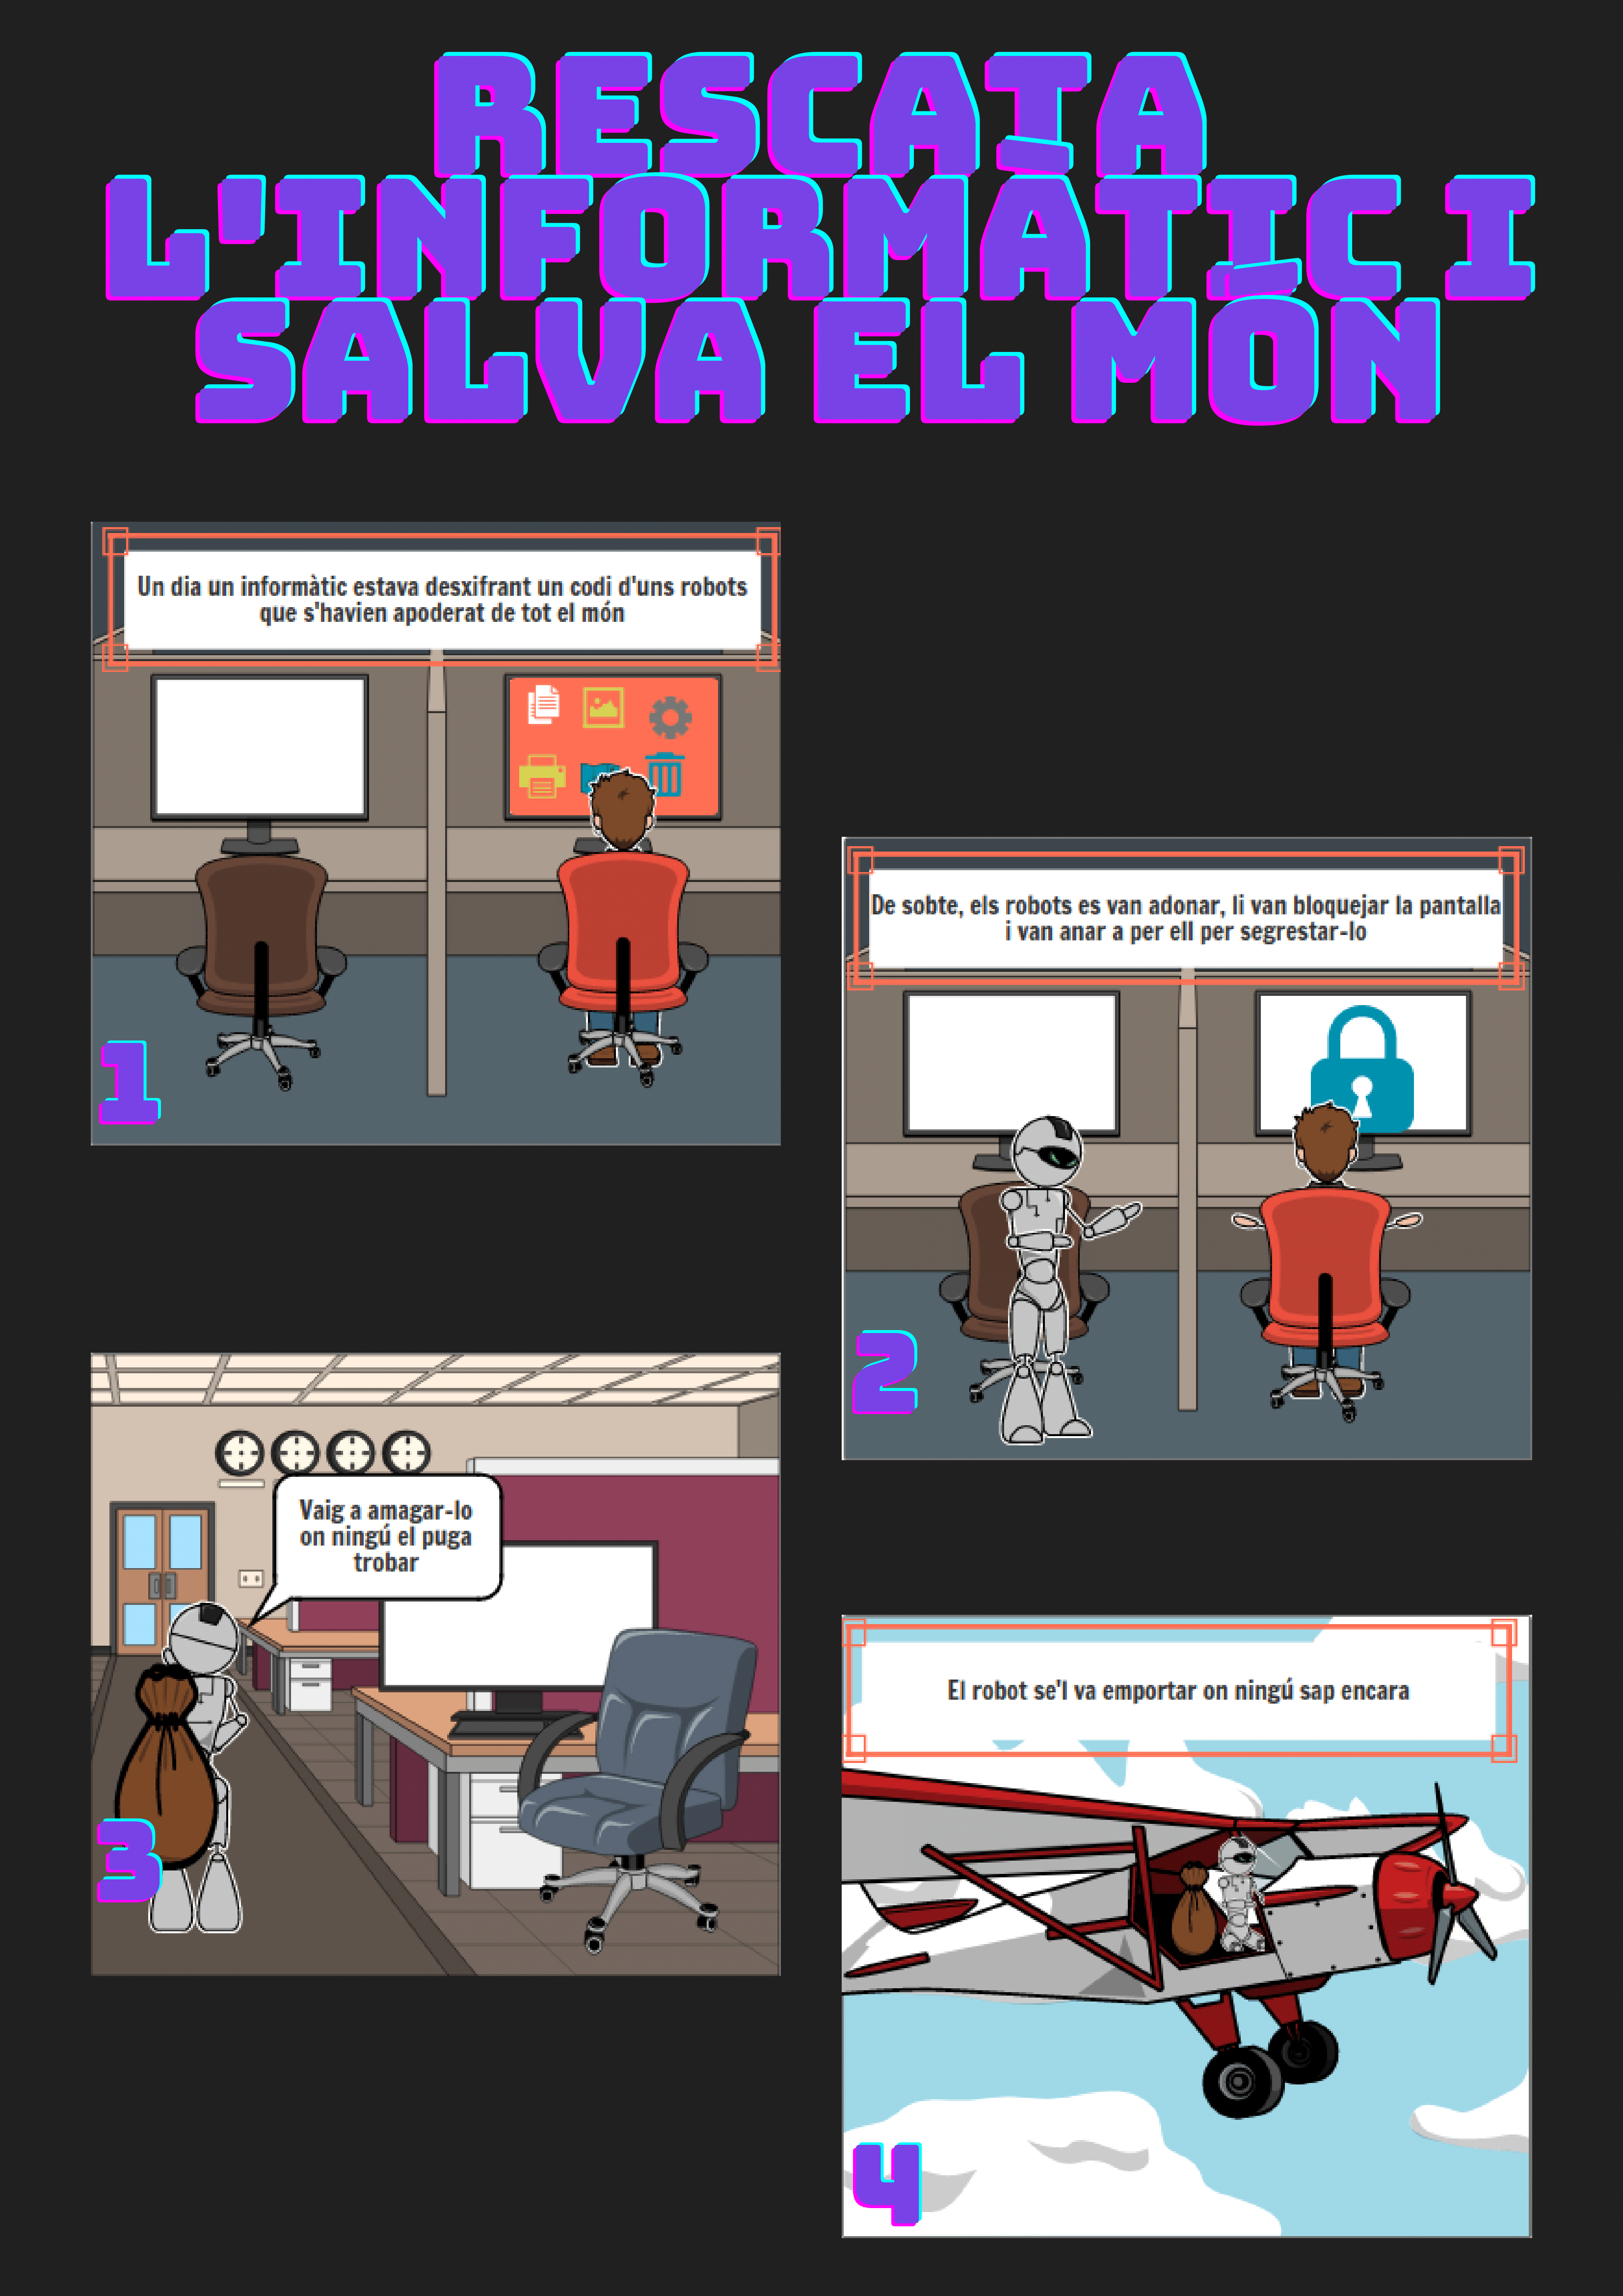 RESCATA
L'INFORMÀTIC I
SALVA EL MÓN
Un dia un informàtic estava desxifrant un codi d'uns robots
que s'havien apoderat de tot el món
1
De sobte, els robots es van adonar, li van bloquejar la pantalla
i van anar a per ell per segrestar-lo
2
Vaig a amagar-lo
on ningú el puga
trobar
3
El robot se'l va emportar on ningú sap encara
4